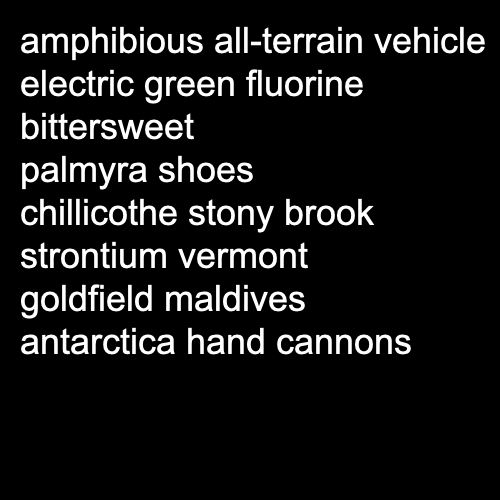 amphibious all-terrain vehicle
electric green fluorine
bittersweet
palmyra shoes
chillicothe stony brook
strontium vermont
goldfield maldives
antarctica hand cannons